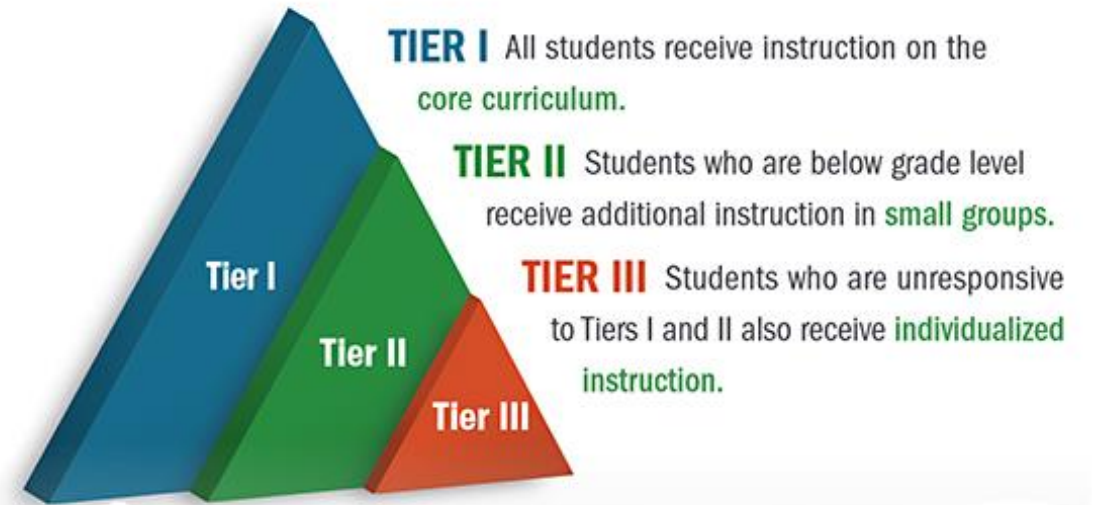 TIER I All students receive instruction on the
core curriculum.
TIER II Students who are below grade level
receive additional instruction in small groups.
TIER III Students who are unresponsive
to Tiers I and II also receive individualized
instruction.
Tier I
Tier II
Tier III